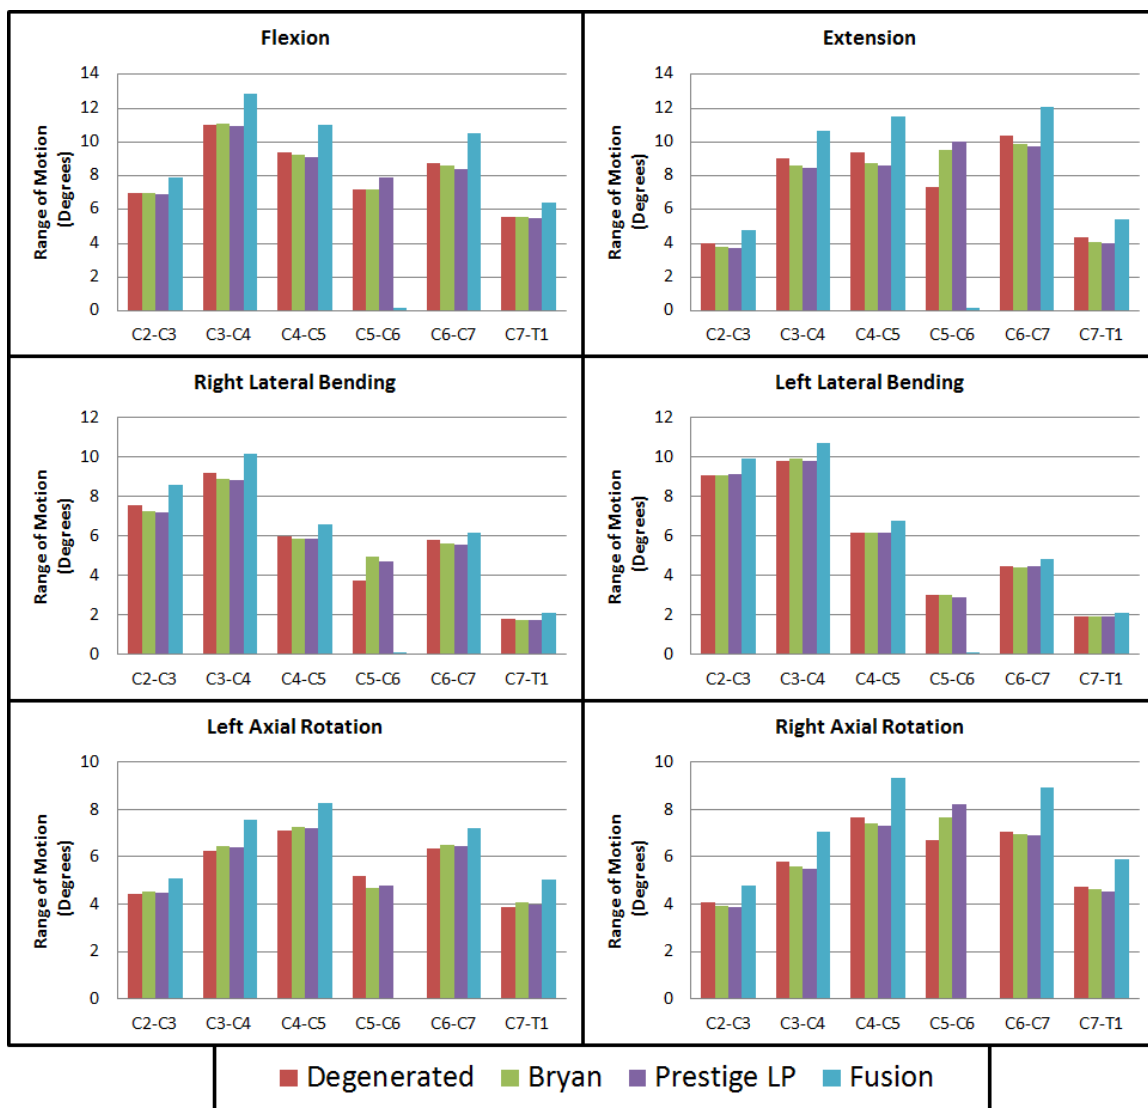 Flexion
Range of Motion
(Degrees)
14
12
10
8
6
4
2
0
C2-C3 C3-C4 C4-C5 C5-C6 C6-C7 C7-T1
Extension
Range of Motion
(Degrees)
14
12
10
8
6
4
2
0
C2-C3 C3-C4 C4-C5 C5-C6 C6-C7 C7-T1
Right Lateral Bending
Range of Motion
(Degrees)
12
10
8
6
4
2
0
C2-C3 C3-C4 C4-C5 C5-C6 C6-C7 C7-T1
Left Lateral Bending
Range of Motion
(Degrees)
12
10
8
6
4
2
0
C2-C3 C3-C4 C4-C5 C5-C6 C6-C7 C7-T1
Left Axial Rotation
Range of Motion
(Degrees)
10
8
6
4
2
0
C2-C3 C3-C4 C4-C5 C5-C6 C6-C7 C7-T1
Right Axial Rotation
Range of Motion
(Degrees)
10
8
6
4
2
0
C2-C3 C3-C4 C4-C5 C5-C6 C6-C7 C7-T1
Degenerated Bryan Prestige LP Fusion